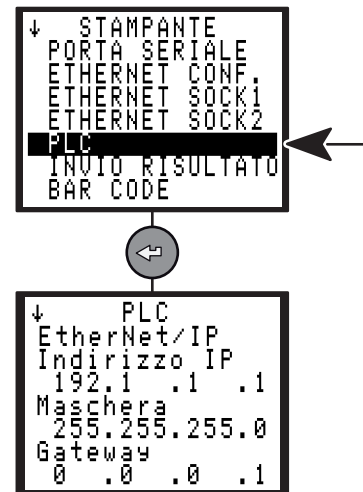 ↓ STAMPANTE
PORTA SERIALE
ETHERNET CONF.
ETHERNET SOCK1
ETHERNET SOCK2
PLC
INVIO RISULTATO
BAR CODE
↓ PLC
EtherNet/IP
Indirizzo IP
192.1 .1 .1
Maschera
255.255.255.0
Gateway
0 .0 .0 .1